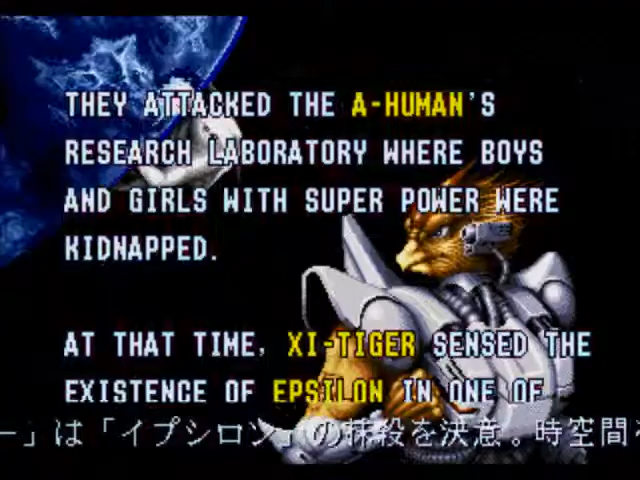 THEY ATTACKED THE A-HUMAN'S
RESEARCH LABORATORY WHERE BOYS
AND GIRLS WITH SUPER POWER WERE
KIDNAPPED.
AT THAT TIME, XI-TIGER SENSED THE
EXISTENCE OF EPSILON IN ONE OF
ー」は「イプシロン」の抹殺を決意。時空間を